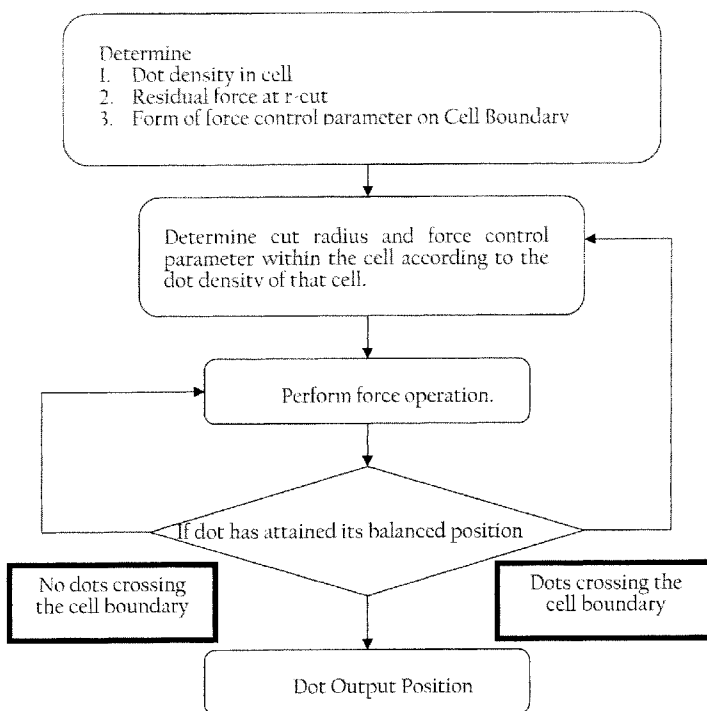 Determine
1. Dot density in cell
2. Residual force at r-cut
3. Form of force control parameter on Cell Boundary
Determine cut radius and force control
parameter within the cell according to the
dot density of that cell.
Perform force operation.
If dot has attained its balanced position
No dots crossing
the cell boundary
Dots crossing the
cell boundary
Dot Output Position